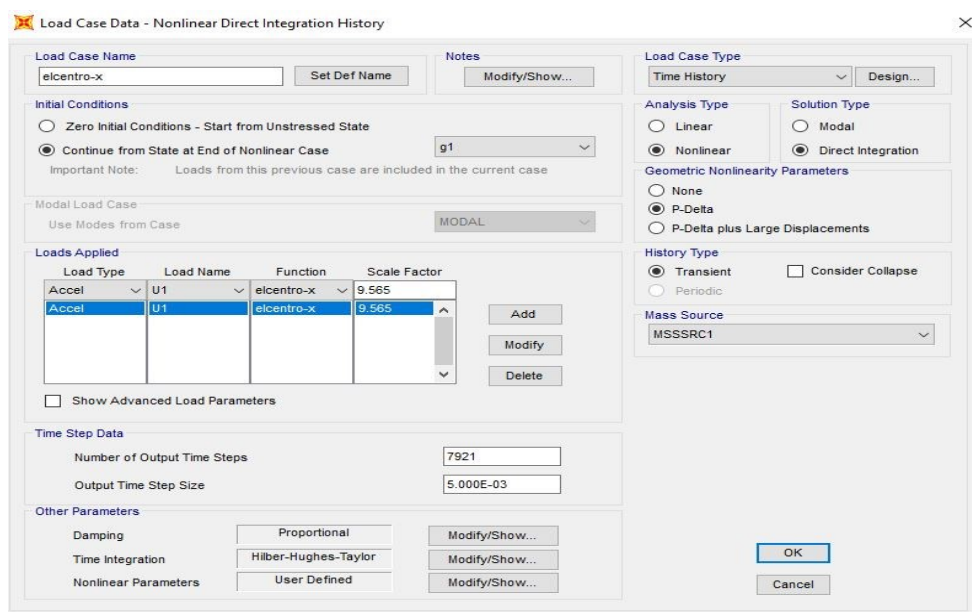 Load Case Data - Nonlinear Direct Integration History
Load Case Name
elcentro-x
Set Def Name
Notes
Modify/Show...
Load Case Type
Time History
Design...
Initial Conditions
Zero Initial Conditions - Start from Unstressed State
Continue from State at End of Nonlinear Case
g1
Important Note: Loads from this previous case are included in the current case
Analysis Type
Linear
Nonlinear
Solution Type
Modal
Direct Integration
Geometric Nonlinearity Parameters
None
P-Delta
P-Delta plus Large Displacements
Modal Load Case
Use Modes from Case
MODAL
Loads Applied
Load Type Load Name Function Scale Factor
Accel U1 elcentro-x 9.565
Accel U1 elcentro-x 9.565
Add
Modify
Delete
Show Advanced Load Parameters
History Type
Transient
Consider Collapse
Periodic
Mass Source
MSSSRC1
Time Step Data
Number of Output Time Steps 7921
Output Time Step Size 5.000E-03
Other Parameters
Damping Proportional Modify/Show...
Time Integration Hilber-Hughes-Taylor Modify/Show...
Nonlinear Parameters User Defined Modify/Show...
OK
Cancel